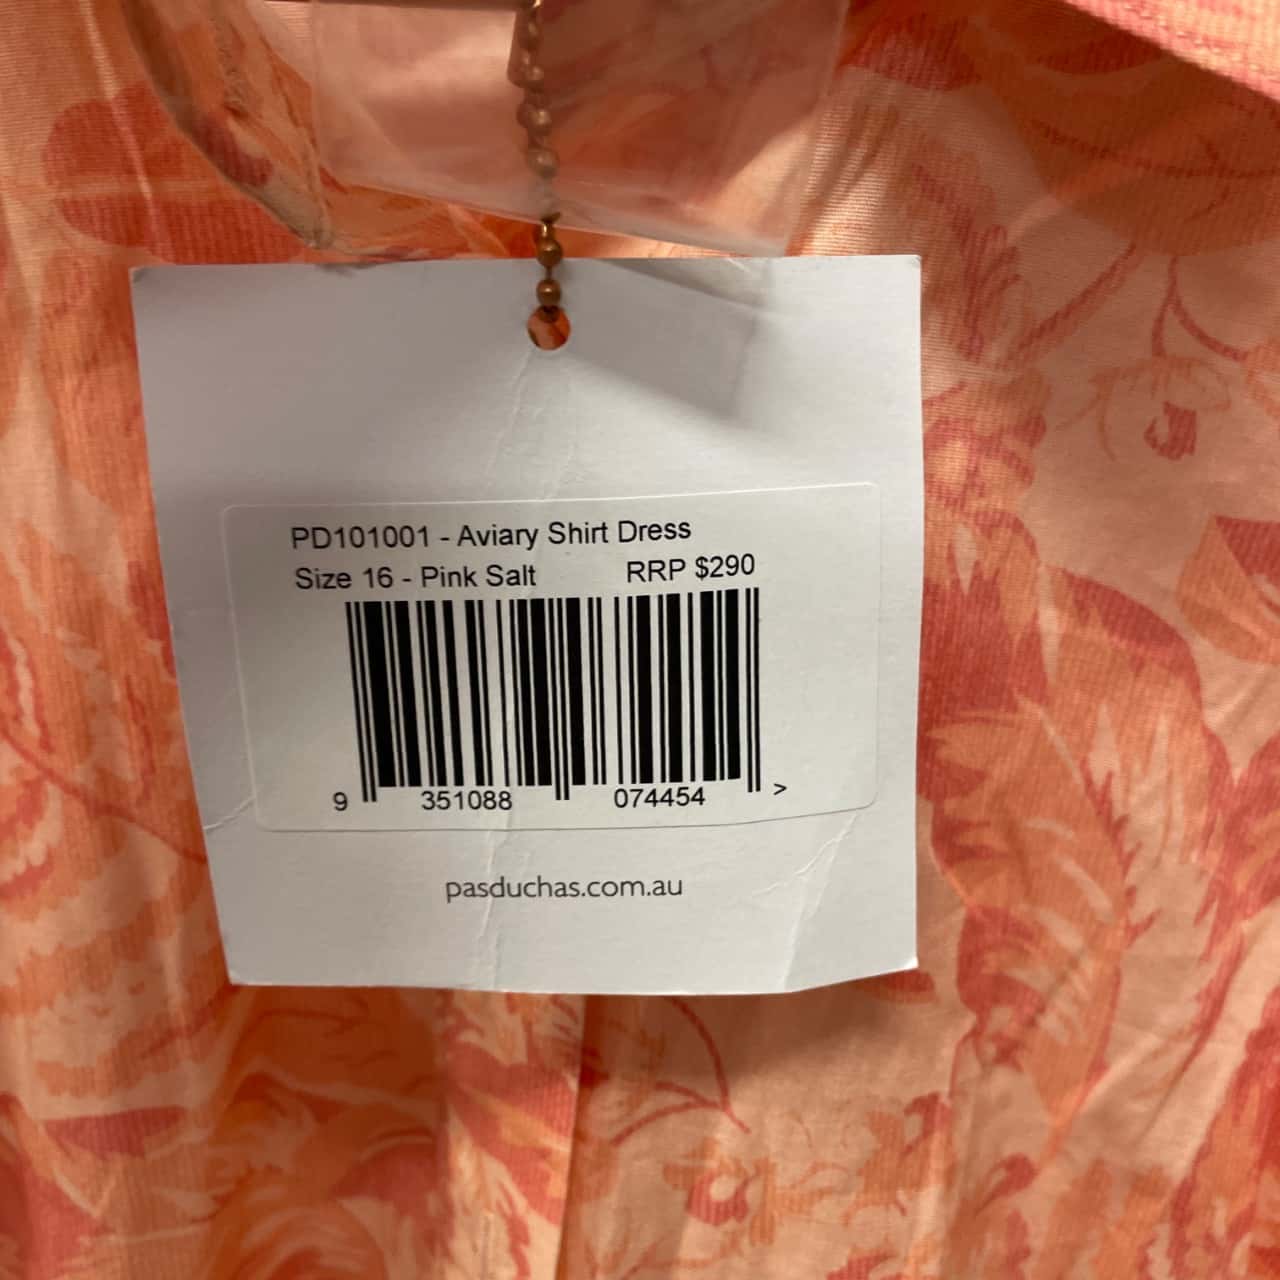 PD101001 - Aviary Shirt Dress
Size 16 - Pink Salt RRP $290
9 351088 074454 >
pasduchas.com.au